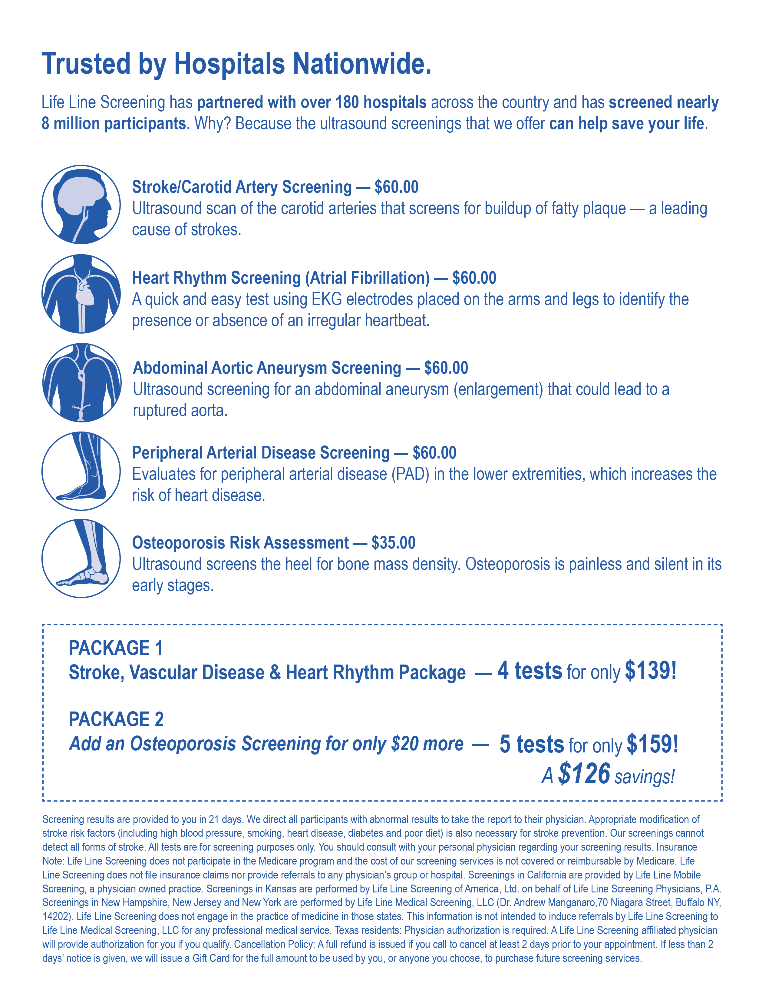 Trusted by Hospitals Nationwide.
Life Line Screening has partnered with over 180 hospitals across the country and has screened nearly
8 million participants. Why? Because the ultrasound screenings that we offer can help save your life.
Stroke/Carotid Artery Screening — $60.00
Ultrasound scan of the carotid arteries that screens for buildup of fatty plaque — a leading
cause of strokes.
Heart Rhythm Screening (Atrial Fibrillation) — $60.00
A quick and easy test using EKG electrodes placed on the arms and legs to identify the
presence or absence of an irregular heartbeat.
Abdominal Aortic Aneurysm Screening — $60.00
Ultrasound screening for an abdominal aneurysm (enlargement) that could lead to a
ruptured aorta.
Peripheral Arterial Disease Screening — $60.00
Evaluates for peripheral arterial disease (PAD) in the lower extremities, which increases the
risk of heart disease.
Osteoporosis Risk Assessment — $35.00
Ultrasound screens the heel for bone mass density. Osteoporosis is painless and silent in its
early stages.
PACKAGE 1
Stroke, Vascular Disease & Heart Rhythm Package — 4 tests for only $139!
PACKAGE 2
Add an Osteoporosis Screening for only $20 more — 5 tests for only $159!
A $126 savings!
Screening results are provided to you in 21 days. We direct all participants with abnormal results to take the report to their physician. Appropriate modification of
stroke risk factors (including high blood pressure, smoking, heart disease, diabetes and poor diet) is also necessary for stroke prevention. Our screenings cannot
detect all forms of stroke. All tests are for screening purposes only. You should consult with your personal physician regarding your screening results. Insurance
Note: Life Line Screening does not participate in the Medicare program and the cost of our screening services is not covered or reimbursable by Medicare. Life
Line Screening does not file insurance claims nor provide referrals to any physician’s group or hospital. Screenings in California are provided by Life Line Mobile
Screening, a physician owned practice. Screenings in Kansas are performed by Life Line Screening of America, Ltd. on behalf of Life Line Screening Physicians, P.A.
Screenings in New Hampshire, New Jersey and New York are performed by Life Line Medical Screening, LLC (Dr. Andrew Manganaro,70 Niagara Street, Buffalo NY,
14202). Life Line Screening does not engage in the practice of medicine in those states. This information is not intended to induce referrals by Life Line Screening to
Life Line Medical Screening, LLC for any professional medical service. Texas residents: Physician authorization is required. A Life Line Screening affiliated physician
will provide authorization for you if you qualify. Cancellation Policy: A full refund is issued if you call to cancel at least 2 days prior to your appointment. If less than 2
days’ notice is given, we will issue a Gift Card for the full amount to be used by you, or anyone you choose, to purchase future screening services.